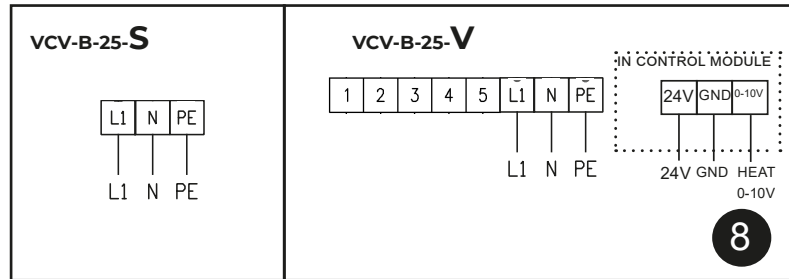 VCV-B-25-S
L1 N PE
L1 N PE
VCV-B-25-V
1 2 3 4 5 L1 N PE
L1 N PE
IN CONTROL MODULE
24V GND 0-10V
24V GND HEAT
0-10V
8